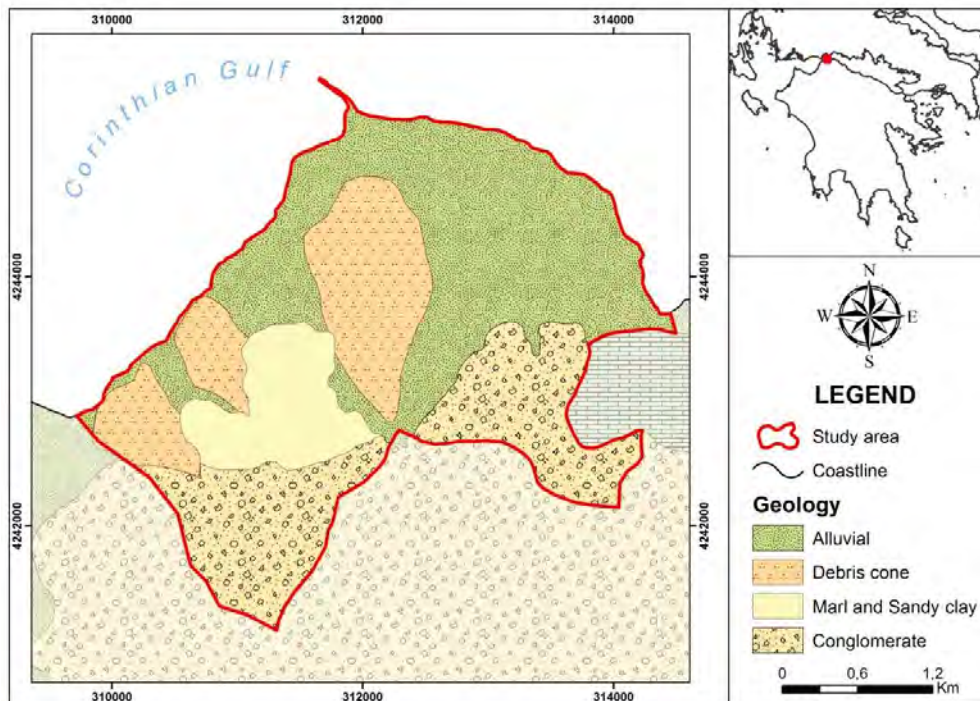 310000
312000
314000
Corinthian Gulf
4244000
4244000
4242000
4242000
310000
312000
314000
N
W
E
S
LEGEND
Study area
Coastline
Geology
Alluvial
Debris cone
Marl and Sandy clay
Conglomerate
0 0.6 1.2
Km